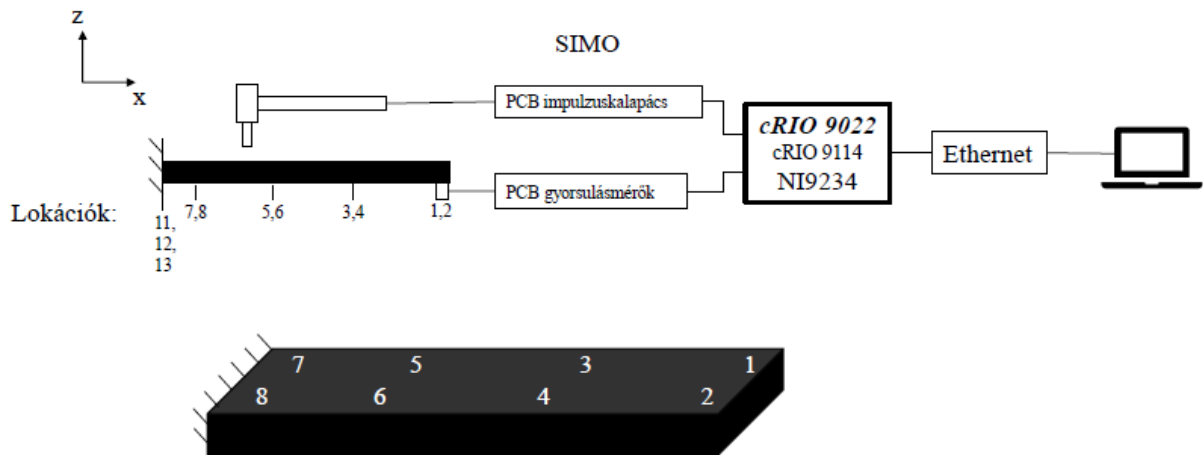 z
SIMO
x
PCB impulzuskalapács
cRIO 9022
cRIO 9114
NI9234
Ethernet
PCB gyorsulásmérők
Lokációk:
11,
12,
13
7,8
5,6
3,4
1,2
7 5 3 1
8 6 4 2